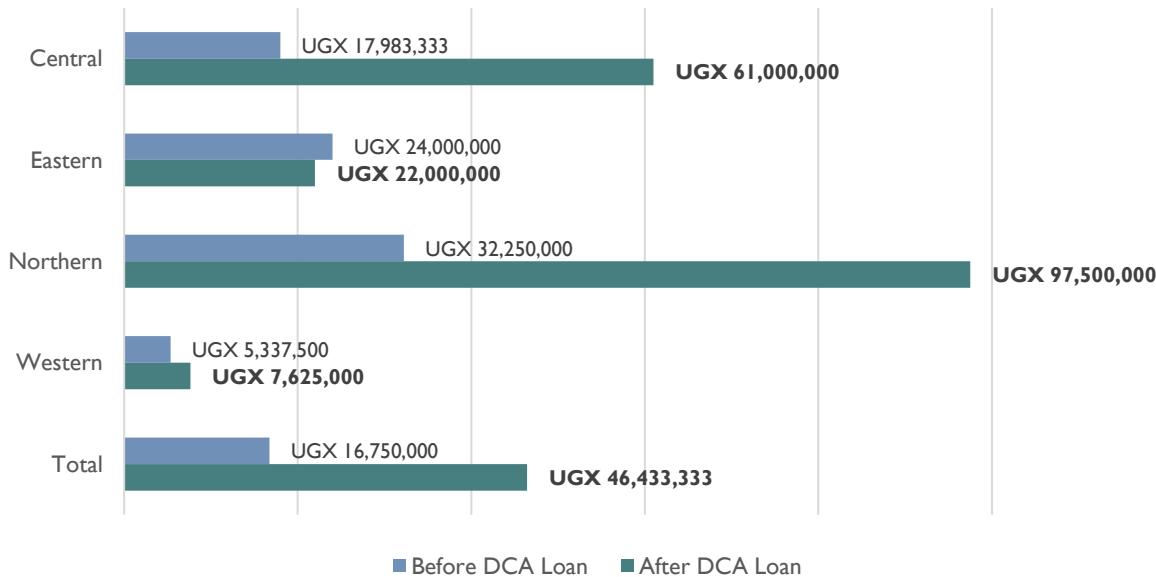 Central
UGX 17,983,333
UGX 61,000,000
Eastern
UGX 24,000,000
UGX 22,000,000
Northern
UGX 32,250,000
UGX 97,500,000
Western
UGX 5,337,500
UGX 7,625,000
Total
UGX 16,750,000
UGX 46,433,333
Before DCA Loan After DCA Loan